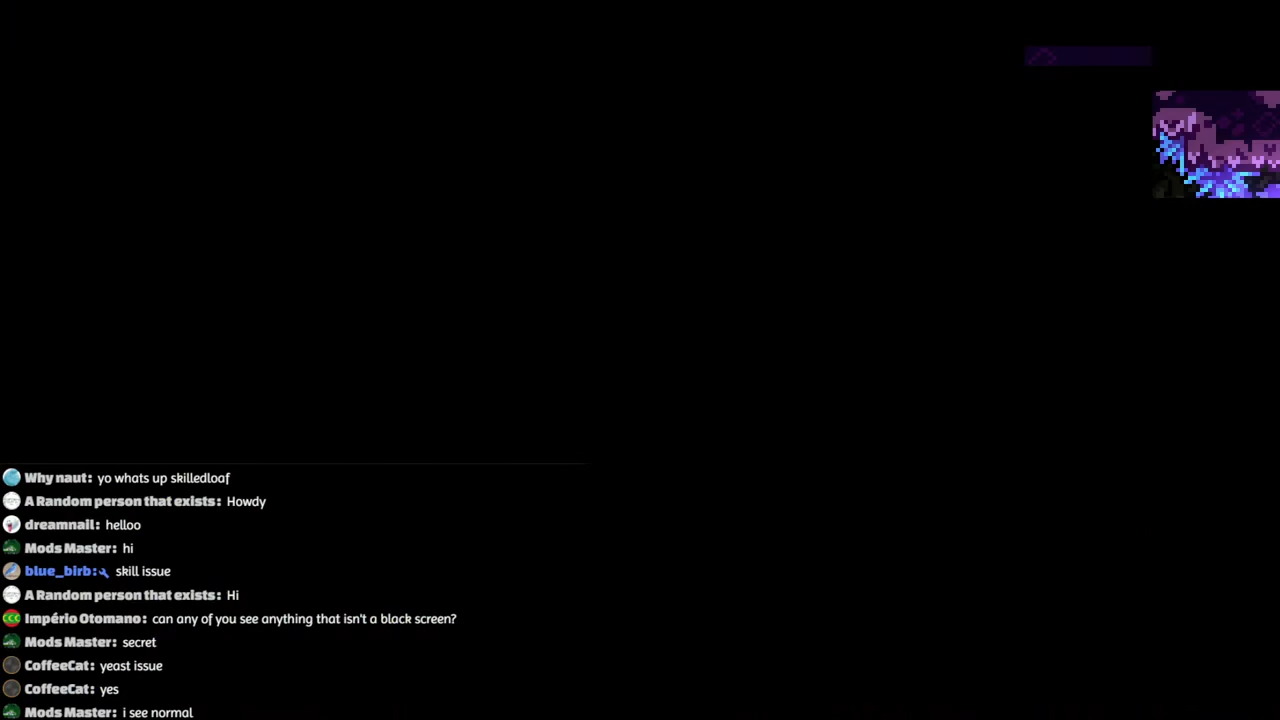 Why naut: yo whats up skilledloaf
A Random person that exists: Howdy
dreamnail: helloo
Mods Master: hi
blue_birb: skill issue
A Random person that exists: Hi
Império Otomano: can any of you see anything that isn't a black screen?
Mods Master: secret
CoffeeCat: yeast issue
CoffeeCat: yes
Mods Master: i see normal